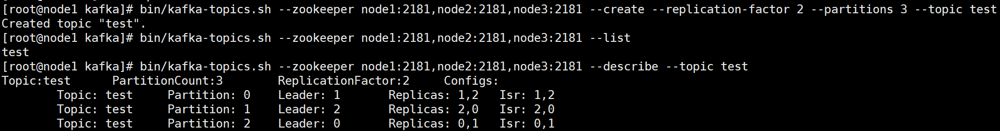 [root@node1 kafka]# bin/kafka-topics.sh --zookeeper node1:2181,node2:2181,node3:2181 --create --replication-factor 2 --partitions 3 --topic test
Created topic "test".
[root@node1 kafka]# bin/kafka-topics.sh --zookeeper node1:2181,node2:2181,node3:2181 --list
test
[root@node1 kafka]# bin/kafka-topics.sh --zookeeper node1:2181,node2:2181,node3:2181 --describe --topic test
Topic:test	PartitionCount:3	ReplicationFactor:2	Configs:
	Topic: test	Partition: 0	Leader: 1	Replicas: 1,2	Isr: 1,2
	Topic: test	Partition: 1	Leader: 2	Replicas: 2,0	Isr: 2,0
	Topic: test	Partition: 2	Leader: 0	Replicas: 0,1	Isr: 0,1